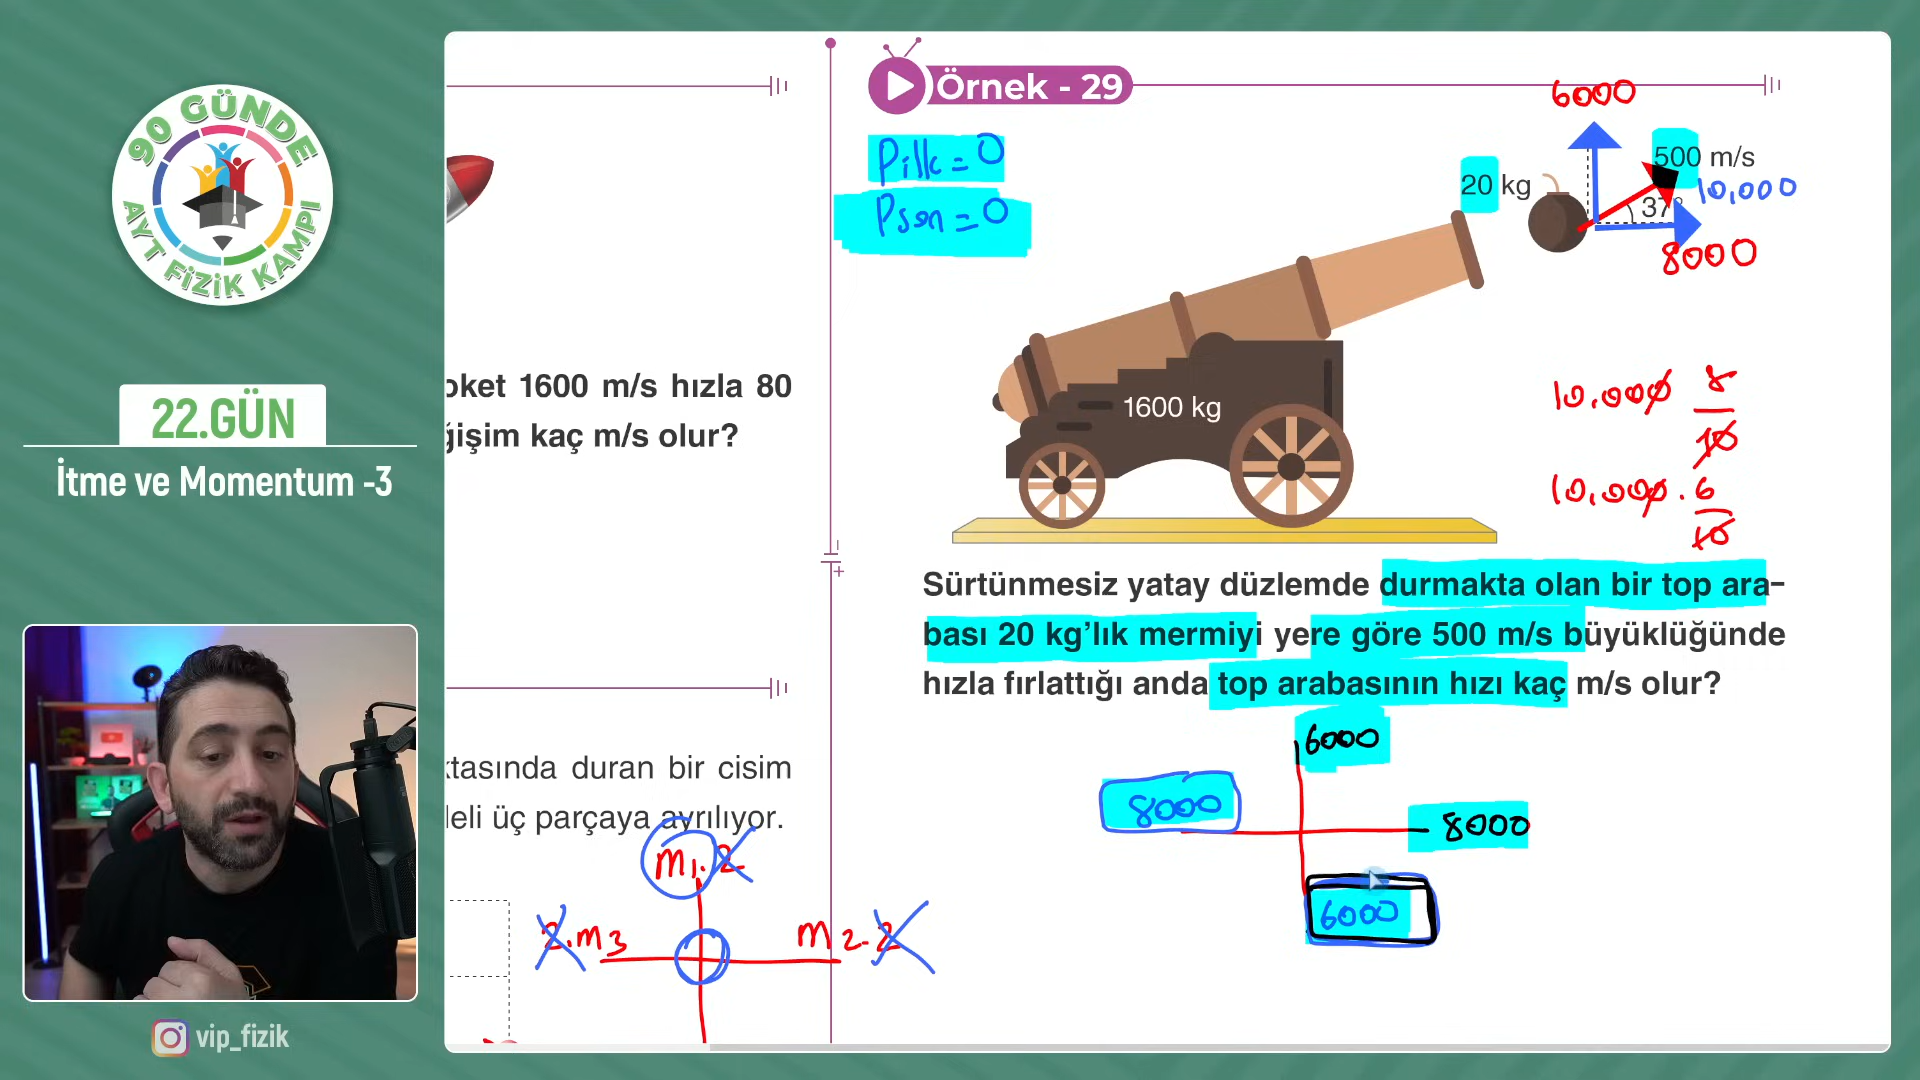 90 GÜNDE
AYT FİZİK KAMPI
22.GÜN
İtme ve Momentum -3
vip_fizik
oket 1600 m/s hızla 80
ğişim kaç m/s olur?
ktasında duran bir cisim
leli üç parçaya ayrılıyor.
m₁.2
2.m3
m2.2
Örnek - 29
Pilk = 0
Pson = 0
6000
20 kg
500 m/s
10,000
37°
8000
1600 kg
10.000 8
10
10.000 . 6
10
Sürtünmesiz yatay düzlemde durmakta olan bir top ara-
bası 20 kg’lık mermiyi yere göre 500 m/s büyüklüğünde
hızla fırlattığı anda top arabasının hızı kaç m/s olur?
6000
8000
8000
6000